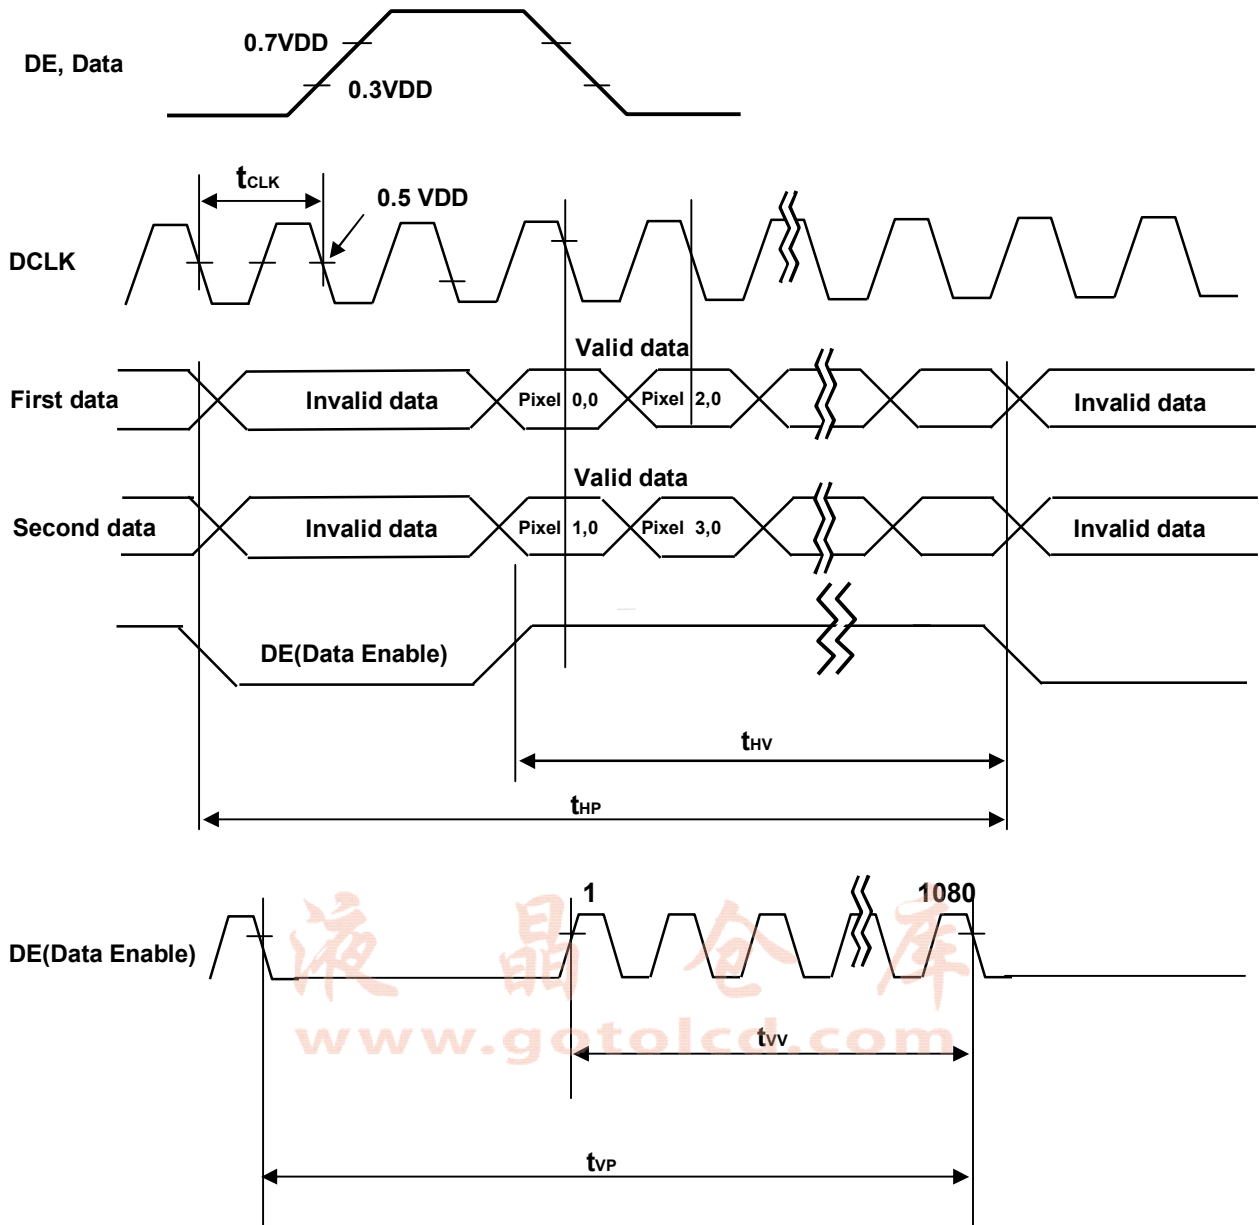 0.7VDD
DE, Data
0.3VDD
tCLK
0.5 VDD
DCLK
Valid data
First data
Invalid data
Pixel 0,0
Pixel 2,0
Invalid data
Valid data
Second data
Invalid data
Pixel 1,0
Pixel 3,0
Invalid data
DE(Data Enable)
tHV
tHP
1
1080
DE(Data Enable)
液晶仓库
www.gotolcd.com
tVV
tVP